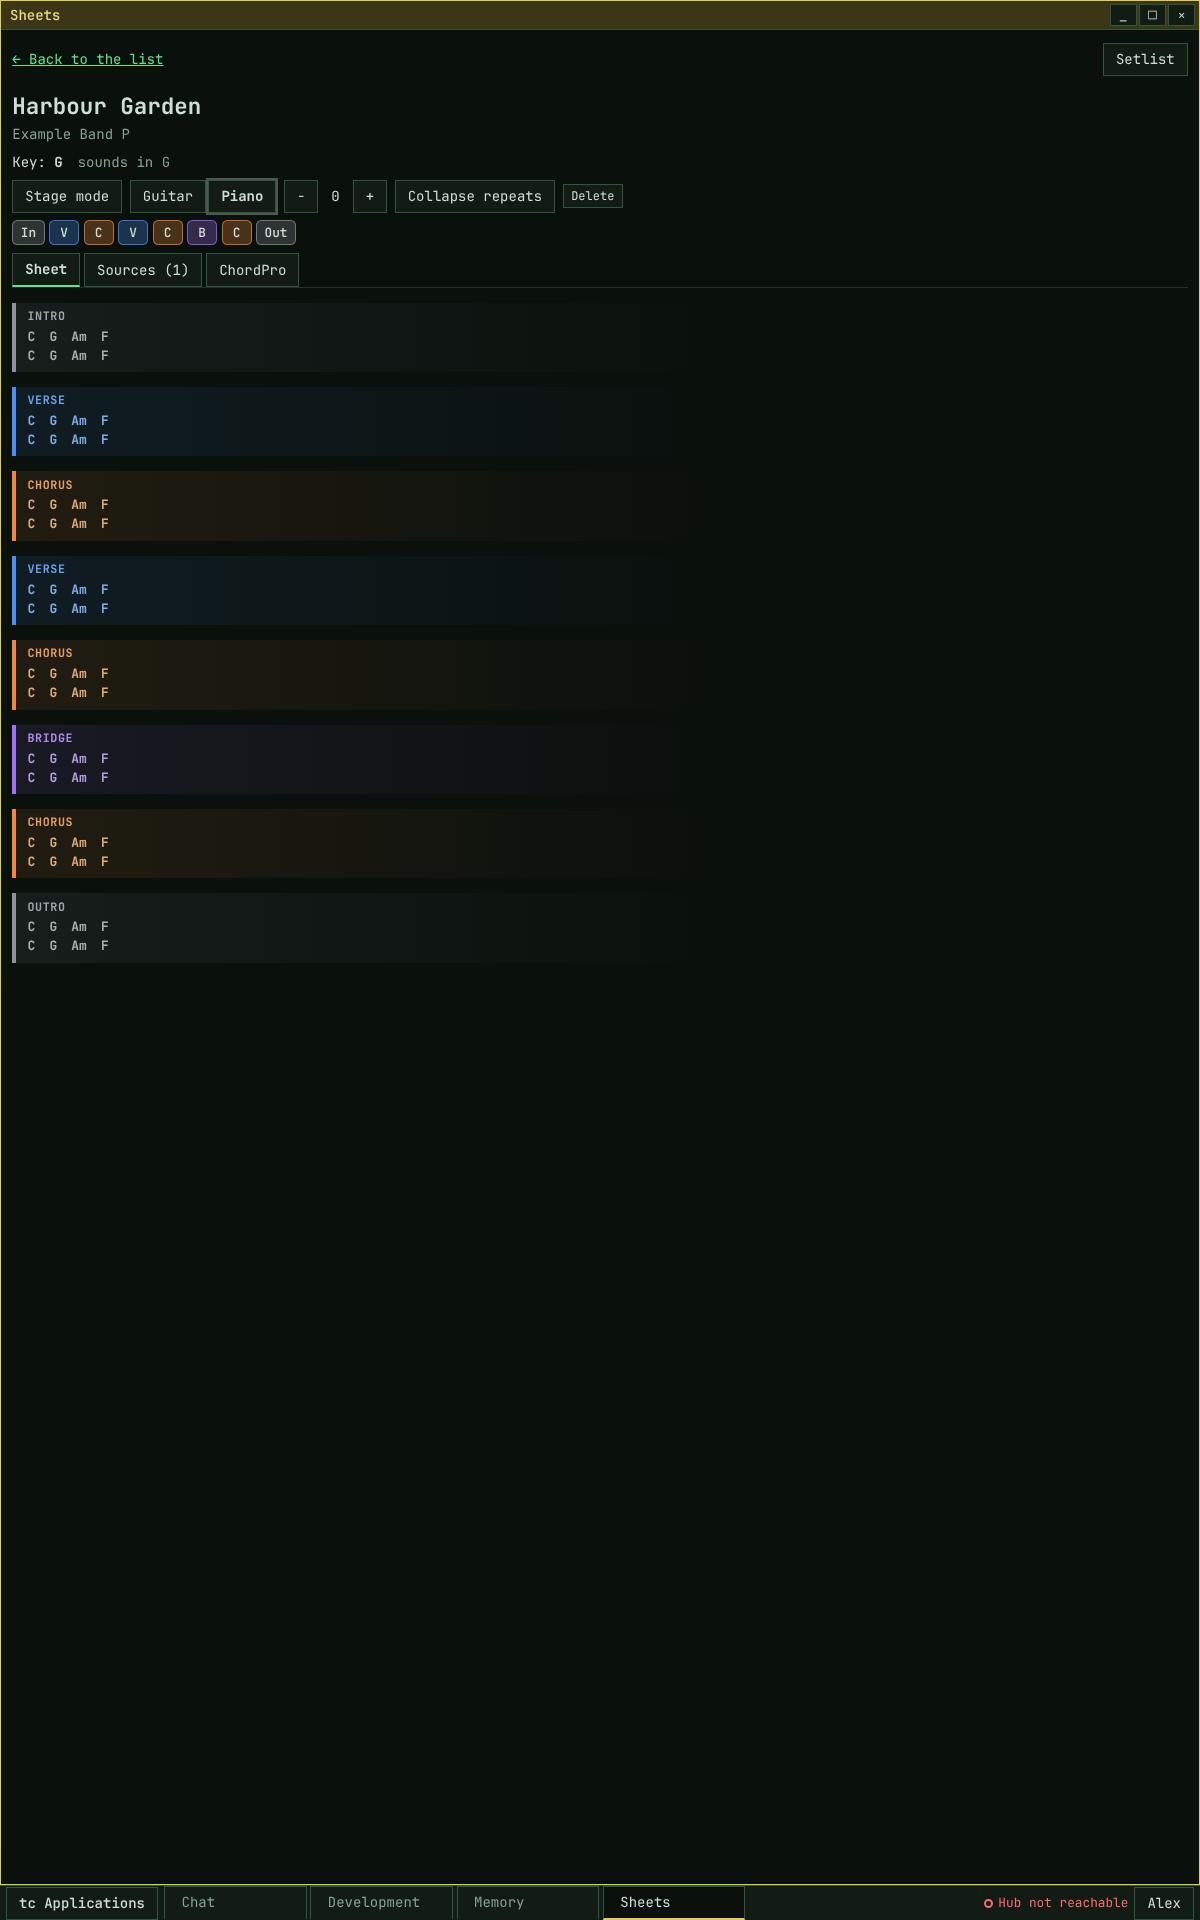 Sheets
_ □ ×
← Back to the list
Setlist
Harbour Garden
Example Band P
Key: G sounds in G
Stage mode Guitar Piano - 0 + Collapse repeats Delete
In V C V C B C Out
Sheet Sources (1) ChordPro
INTRO
C G Am F
C G Am F
VERSE
C G Am F
C G Am F
CHORUS
C G Am F
C G Am F
VERSE
C G Am F
C G Am F
CHORUS
C G Am F
C G Am F
BRIDGE
C G Am F
C G Am F
CHORUS
C G Am F
C G Am F
OUTRO
C G Am F
C G Am F
tc Applications Chat Development Memory Sheets Hub not reachable Alex